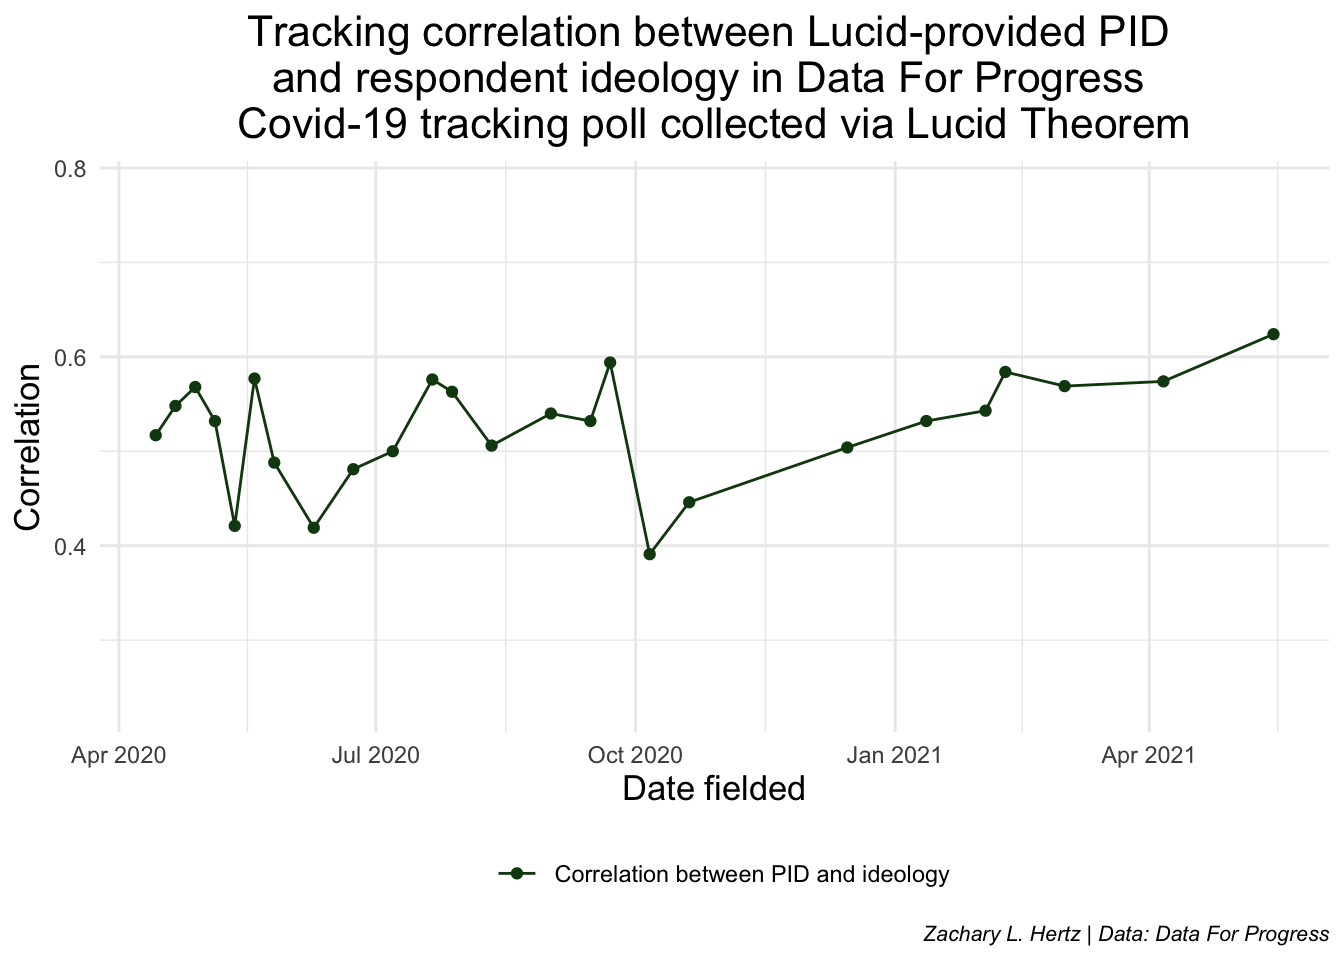 Tracking correlation between Lucid-provided PID
and respondent ideology in Data For Progress
Covid-19 tracking poll collected via Lucid Theorem
0.8
0.6
0.4
Correlation
Apr 2020
Jul 2020
Oct 2020
Jan 2021
Apr 2021
Date fielded
Correlation between PID and ideology
Zachary L. Hertz | Data: Data For Progress